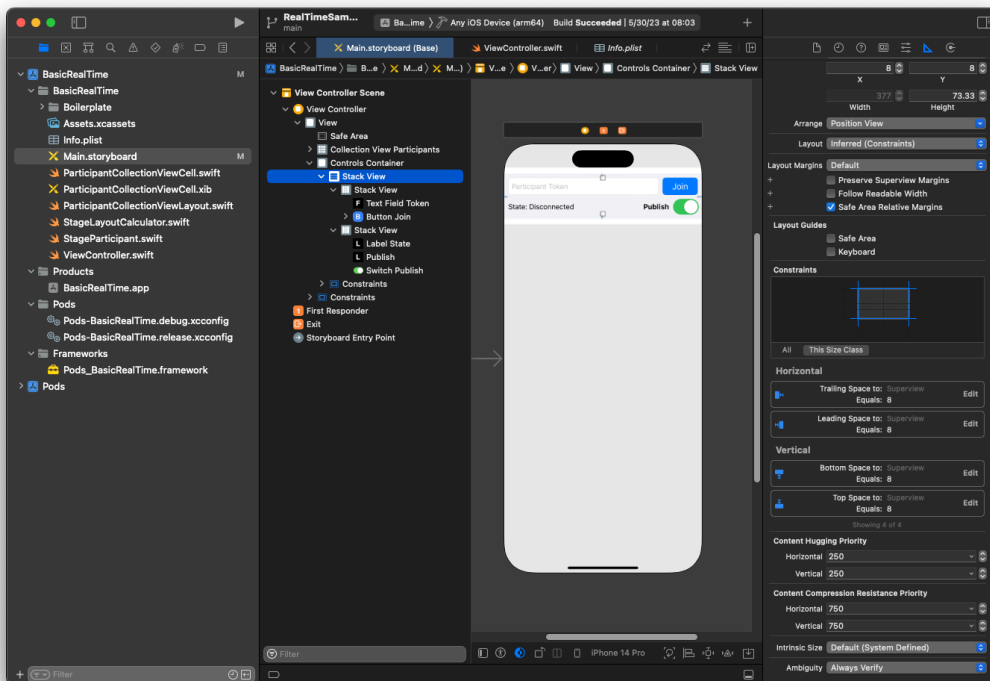 RealTimeSam...
main
Ba...ime
Any iOS Device (arm64)
Build Succeeded | 5/30/23 at 08:03
Main.storyboard (Base)
ViewController.swift
Info.plist
BasicRealTime
B...e
M...d
M...)
V...e
V...er
View
Controls Container
Stack View
BasicRealTime
M
BasicRealTime
Boilerplate
Assets.xcassets
Info.plist
Main.storyboard
M
ParticipantCollectionViewCell.swift
ParticipantCollectionViewCell.xib
ParticipantCollectionViewLayout.swift
StageLayoutCalculator.swift
StageParticipant.swift
ViewController.swift
Products
BasicRealTime.app
Pods
Pods-BasicRealTime.debug.xcconfig
Pods-BasicRealTime.release.xcconfig
Frameworks
Pods_BasicRealTime.framework
Pods
Filter
View Controller Scene
View Controller
View
Safe Area
Collection View Participants
Controls Container
Stack View
Stack View
F Text Field Token
B Button Join
Stack View
L Label State
L Publish
Switch Publish
Constraints
Constraints
1 First Responder
Exit
Storyboard Entry Point
Filter
Participant Token
Join
State: Disconnected
Publish
iPhone 14 Pro
8
8
X
Y
377
73.33
Width
Height
Arrange Position View
Layout Inferred (Constraints)
Layout Margins Default
Preserve Superview Margins
Follow Readable Width
Safe Area Relative Margins
Layout Guides
Safe Area
Keyboard
Constraints
All
This Size Class
Horizontal
Trailing Space to: Superview
Equals: 8
Edit
Leading Space to: Superview
Equals: 8
Edit
Vertical
Bottom Space to: Superview
Equals: 8
Edit
Top Space to: Superview
Equals: 8
Edit
Showing 4 of 4
Content Hugging Priority
Horizontal 250
Vertical 250
Content Compression Resistance Priority
Horizontal 750
Vertical 750
Intrinsic Size Default (System Defined)
Ambiguity Always Verify